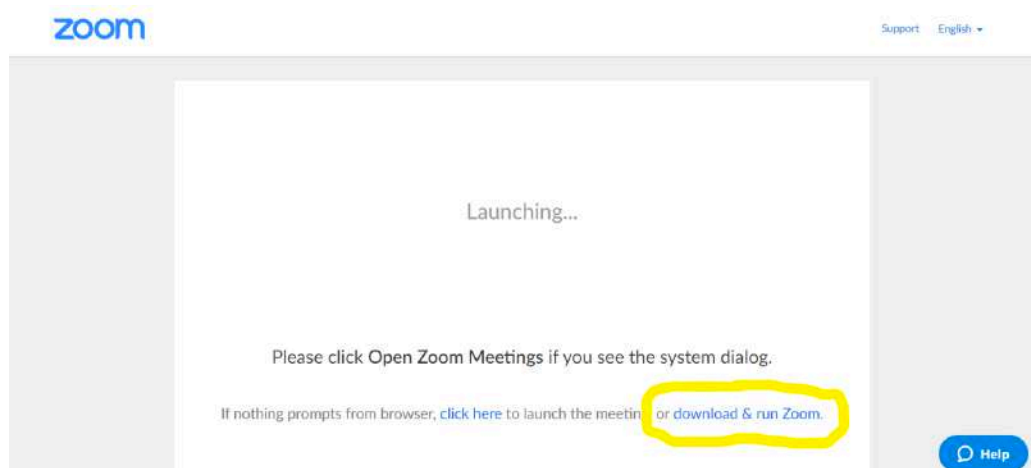 zoom
Support English
Launching...
Please click Open Zoom Meetings if you see the system dialog.
If nothing prompts from browser, click here to launch the meetin or download & run Zoom.
Help